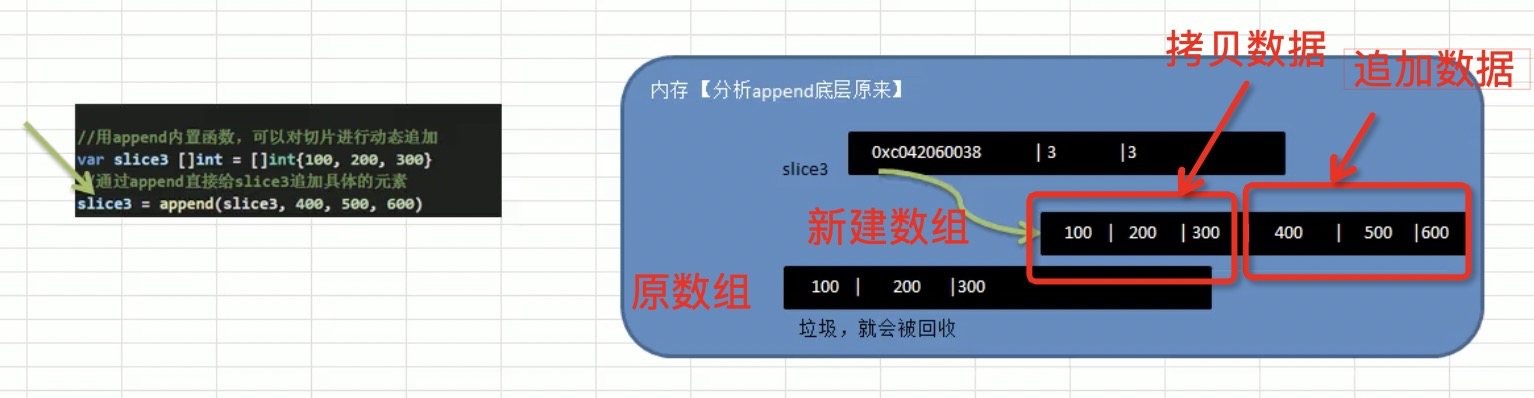 //用append内置函数，可以对切片进行动态追加
var slice3 []int = []int{100, 200, 300}
通过append直接给slice3追加具体的元素
slice3 = append(slice3, 400, 500, 600)
拷贝数据
追加数据
内存【分析append底层原来】
slice3
0xc042060038 |3 |3
新建数组
100 | 200 |300 400 | 500 |600
原数组
100 | 200 |300
垃圾，就会被回收